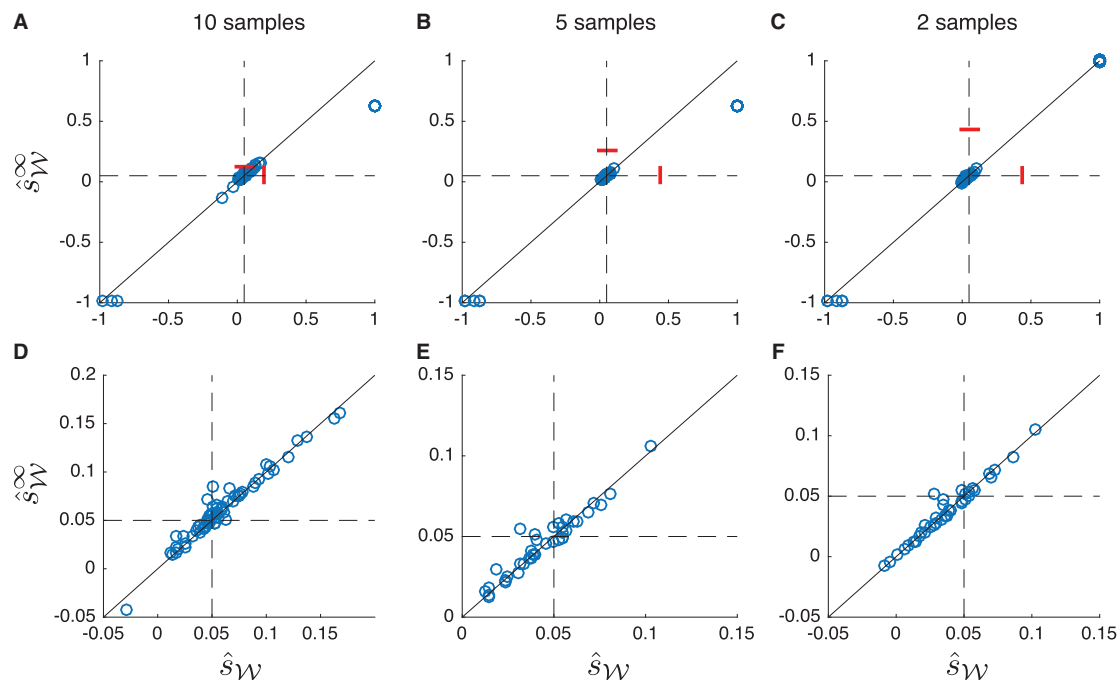 A 10 samples B 5 samples C 2 samples
1 1 1
0.5 0.5 0.5
ŝ_𝒲^∞ 0 0 0
-0.5 -0.5 -0.5
-1 -1 -1
-1 -0.5 0 0.5 1 -1 -0.5 0 0.5 1 -1 -0.5 0 0.5 1
D E F
0.2 0.15 0.15
0.15 0.1 0.1
ŝ_𝒲^∞ 0.1 0.05 0.05
0.05 0 0
0 -0.05
-0.05
-0.05 0 0.05 0.1 0.15 0 0.05 0.1 0.15 -0.05 0 0.05 0.1 0.15
ŝ_𝒲 ŝ_𝒲 ŝ_𝒲